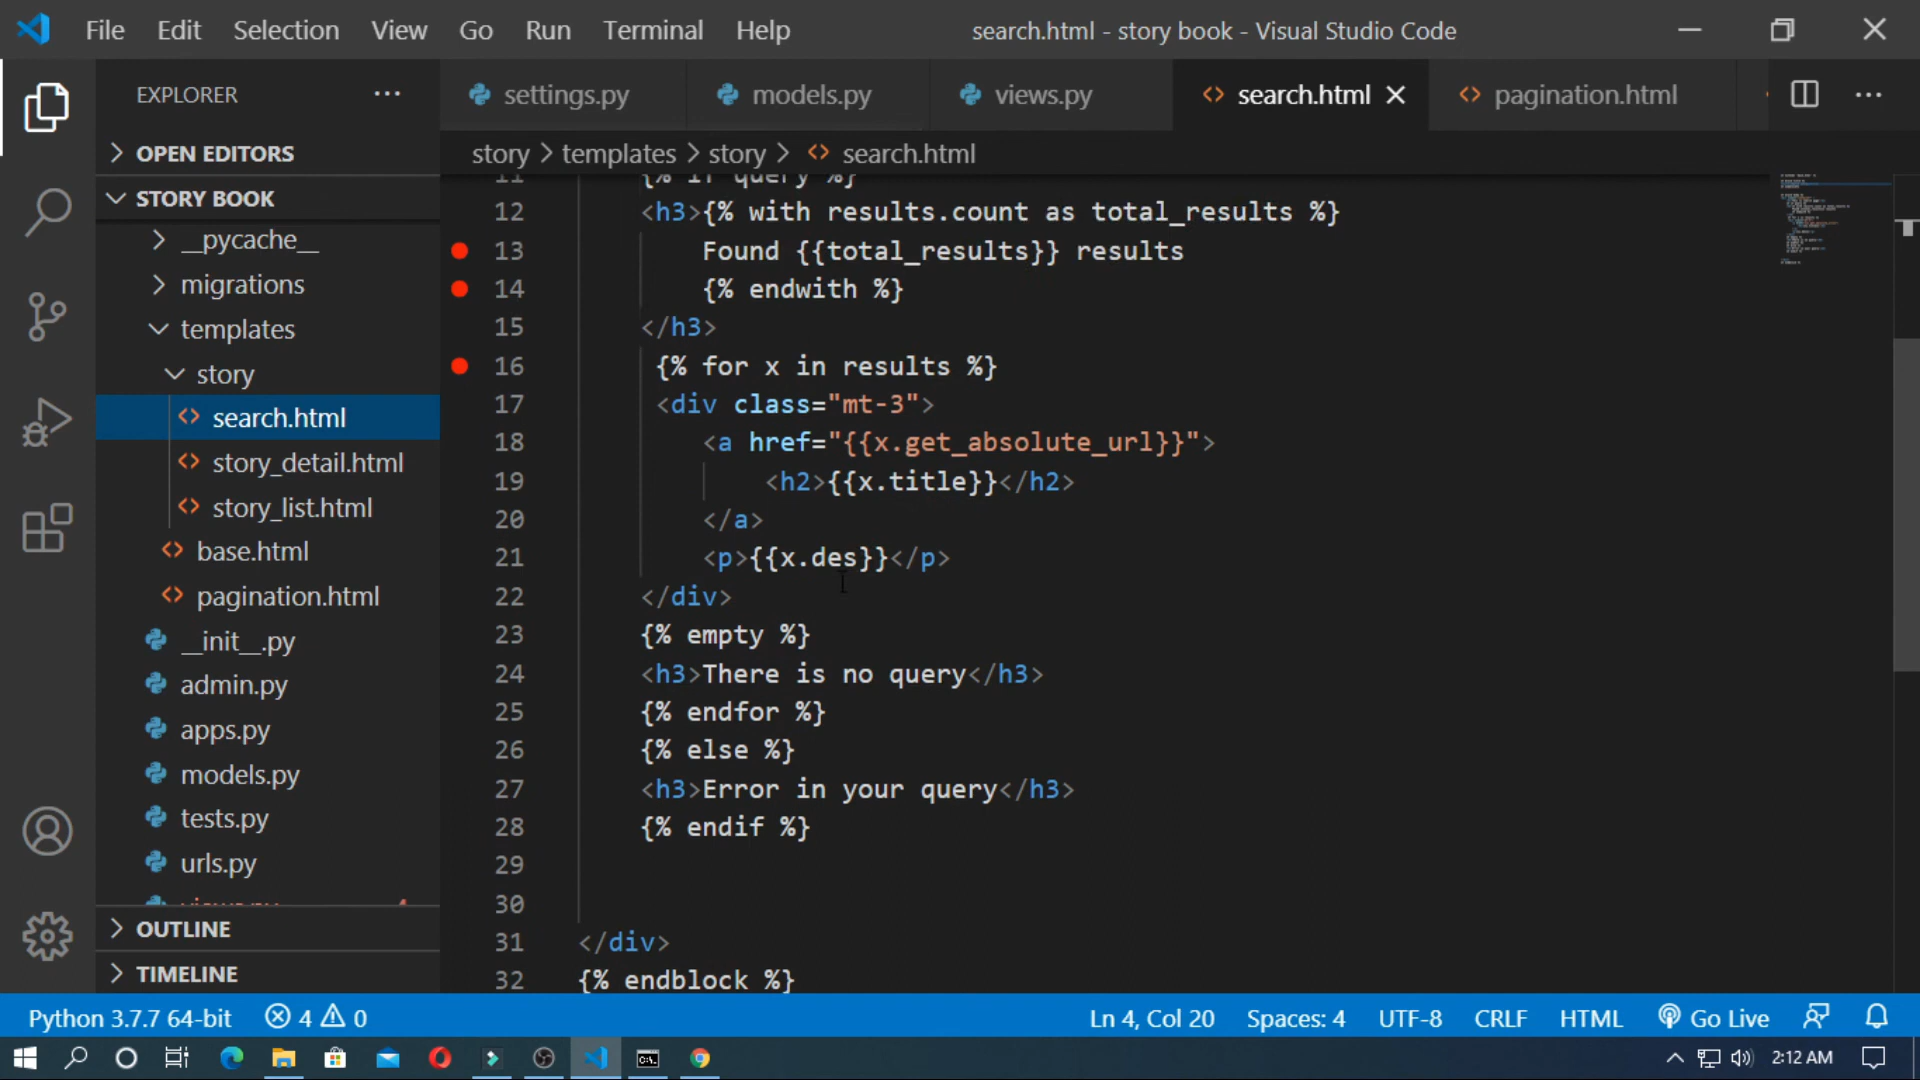 File Edit Selection View Go Run Terminal Help search.html - story book - Visual Studio Code
EXPLORER ··· settings.py models.py views.py search.html pagination.html ···
OPEN EDITORS
story > templates > story > search.html
STORY BOOK
__pycache__
migrations
templates
story
search.html
story_detail.html
story_list.html
base.html
pagination.html
__init__.py
admin.py
apps.py
models.py
tests.py
urls.py
views.py 4
OUTLINE
TIMELINE
11 {% if query %}
12 <h3>{% with results.count as total_results %}
13 Found {{total_results}} results
14 {% endwith %}
15 </h3>
16 {% for x in results %}
17 <div class="mt-3">
18 <a href="{{x.get_absolute_url}}">
19 <h2>{{x.title}}</h2>
20 </a>
21 <p>{{x.des}}</p>
22 </div>
23 {% empty %}
24 <h3>There is no query</h3>
25 {% endfor %}
26 {% else %}
27 <h3>Error in your query</h3>
28 {% endif %}
29
30
31 </div>
32 {% endblock %}
Python 3.7.7 64-bit 4 0 Ln 4, Col 20 Spaces: 4 UTF-8 CRLF HTML Go Live
2:12 AM